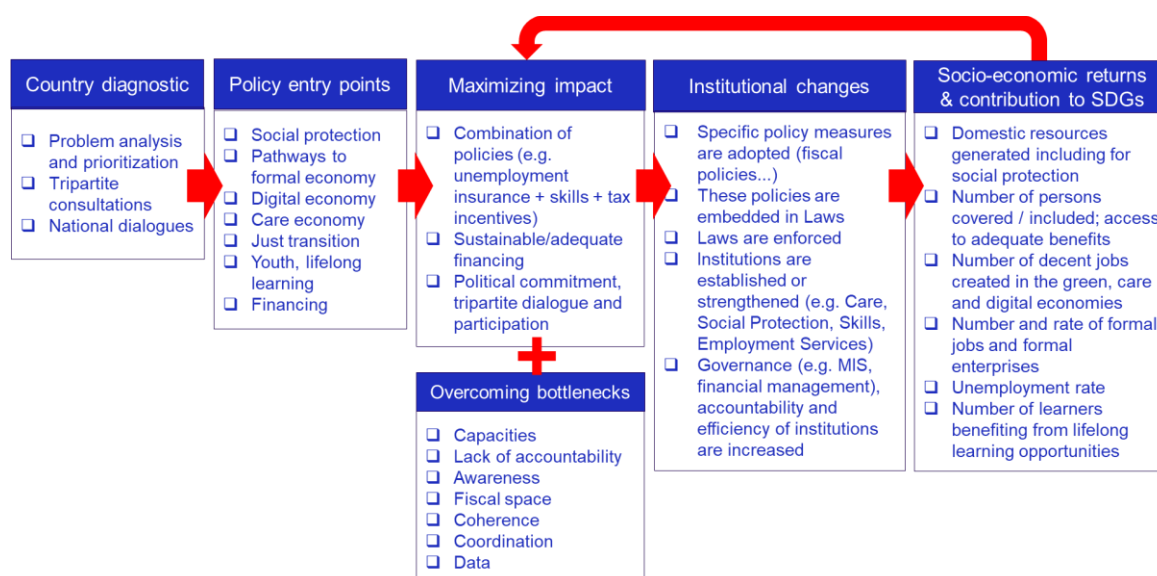 Country diagnostic
❑ Problem analysis
and prioritization
❑ Tripartite
consultations
❑ National dialogues
Policy entry points
❑ Social protection
❑ Pathways to
formal economy
❑ Digital economy
❑ Care economy
❑ Just transition
❑ Youth, lifelong
learning
❑ Financing
Maximizing impact
❑ Combination of
policies (e.g.
unemployment
insurance + skills + tax
incentives)
❑ Sustainable/adequate
financing
❑ Political commitment,
tripartite dialogue and
participation
Overcoming bottlenecks
❑ Capacities
❑ Lack of accountability
❑ Awareness
❑ Fiscal space
❑ Coherence
❑ Coordination
❑ Data
Institutional changes
❑ Specific policy measures
are adopted (fiscal
policies...)
❑ These policies are
embedded in Laws
❑ Laws are enforced
❑ Institutions are
established or
strengthened (e.g. Care,
Social Protection, Skills,
Employment Services)
❑ Governance (e.g. MIS,
financial management),
accountability and
efficiency of institutions
are increased
Socio-economic returns
& contribution to SDGs
❑ Domestic resources
generated including for
social protection
❑ Number of persons
covered / included; access
to adequate benefits
❑ Number of decent jobs
created in the green, care
and digital economies
❑ Number and rate of formal
jobs and formal
enterprises
❑ Unemployment rate
❑ Number of learners
benefiting from lifelong
learning opportunities